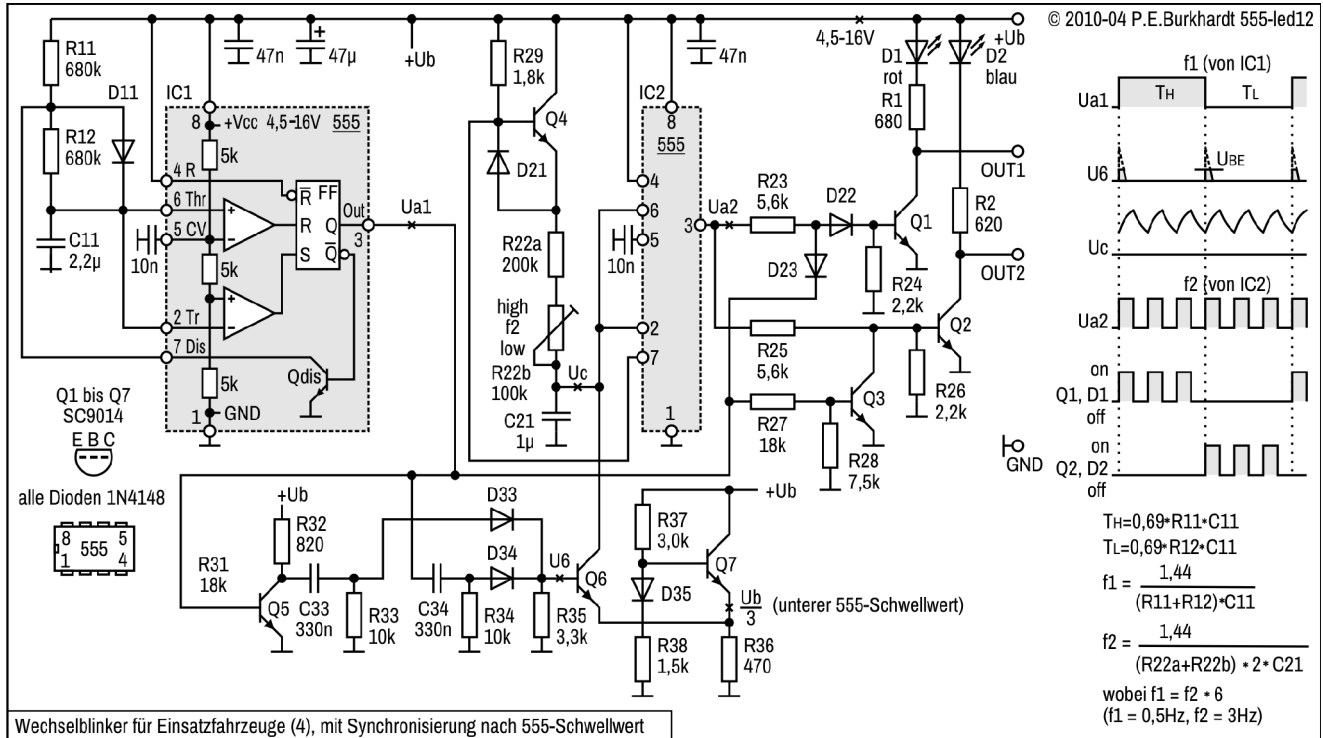 © 2010-04 P.E.Burkhardt 555-led12
R11
680k
D11
R12
680k
C11
2,2µ
47n
+
47µ
+Ub
4,5-16V
+Ub
IC1
8
+Vcc 4,5-16V 555
5k
4 R
6 Thr
5 CV
10n
5k
2 Tr
7 Dis
5k
1
GND
Qdis
+
−
+
−
R FF
R Q
S Q
Out
3
Ua1
R29
1,8k
Q4
D21
R22a
200k
high
f2
low
R22b
100k
Uc
C21
1µ
47n
IC2
8
555
4
6
5
10n
2
7
1
3
Ua2
R23
5,6k
D22
D23
R24
2,2k
Q1
D1
rot
R1
680
D2
blau
OUT1
R2
620
OUT2
R25
5,6k
Q2
R26
2,2k
Q3
R27
18k
R28
7,5k
GND
Q1 bis Q7
SC9014
E B C
alle Dioden 1N4148
8 5
555
1 4
+Ub
R32
820
R31
18k
Q5
C33
330n
R33
10k
D33
D34
C34
330n
R34
10k
R35
3,3k
U6
Q6
R37
3,0k
Q7
+Ub
D35
R38
1,5k
R36
470
Ub
3
(unterer 555-Schwellwert)
f1 (von IC1)
Ua1
TH
TL
U6
UBE
Uc
f2 (von IC2)
Ua2
on
Q1, D1
off
on
Q2, D2
off
TH=0,69*R11*C11
TL=0,69*R12*C11
f1 = 1,44
(R11+R12)*C11
f2 = 1,44
(R22a+R22b) * 2 * C21
wobei f1 = f2 * 6
(f1 = 0,5Hz, f2 = 3Hz)
Wechselblinker für Einsatzfahrzeuge (4), mit Synchronisierung nach 555-Schwellwert